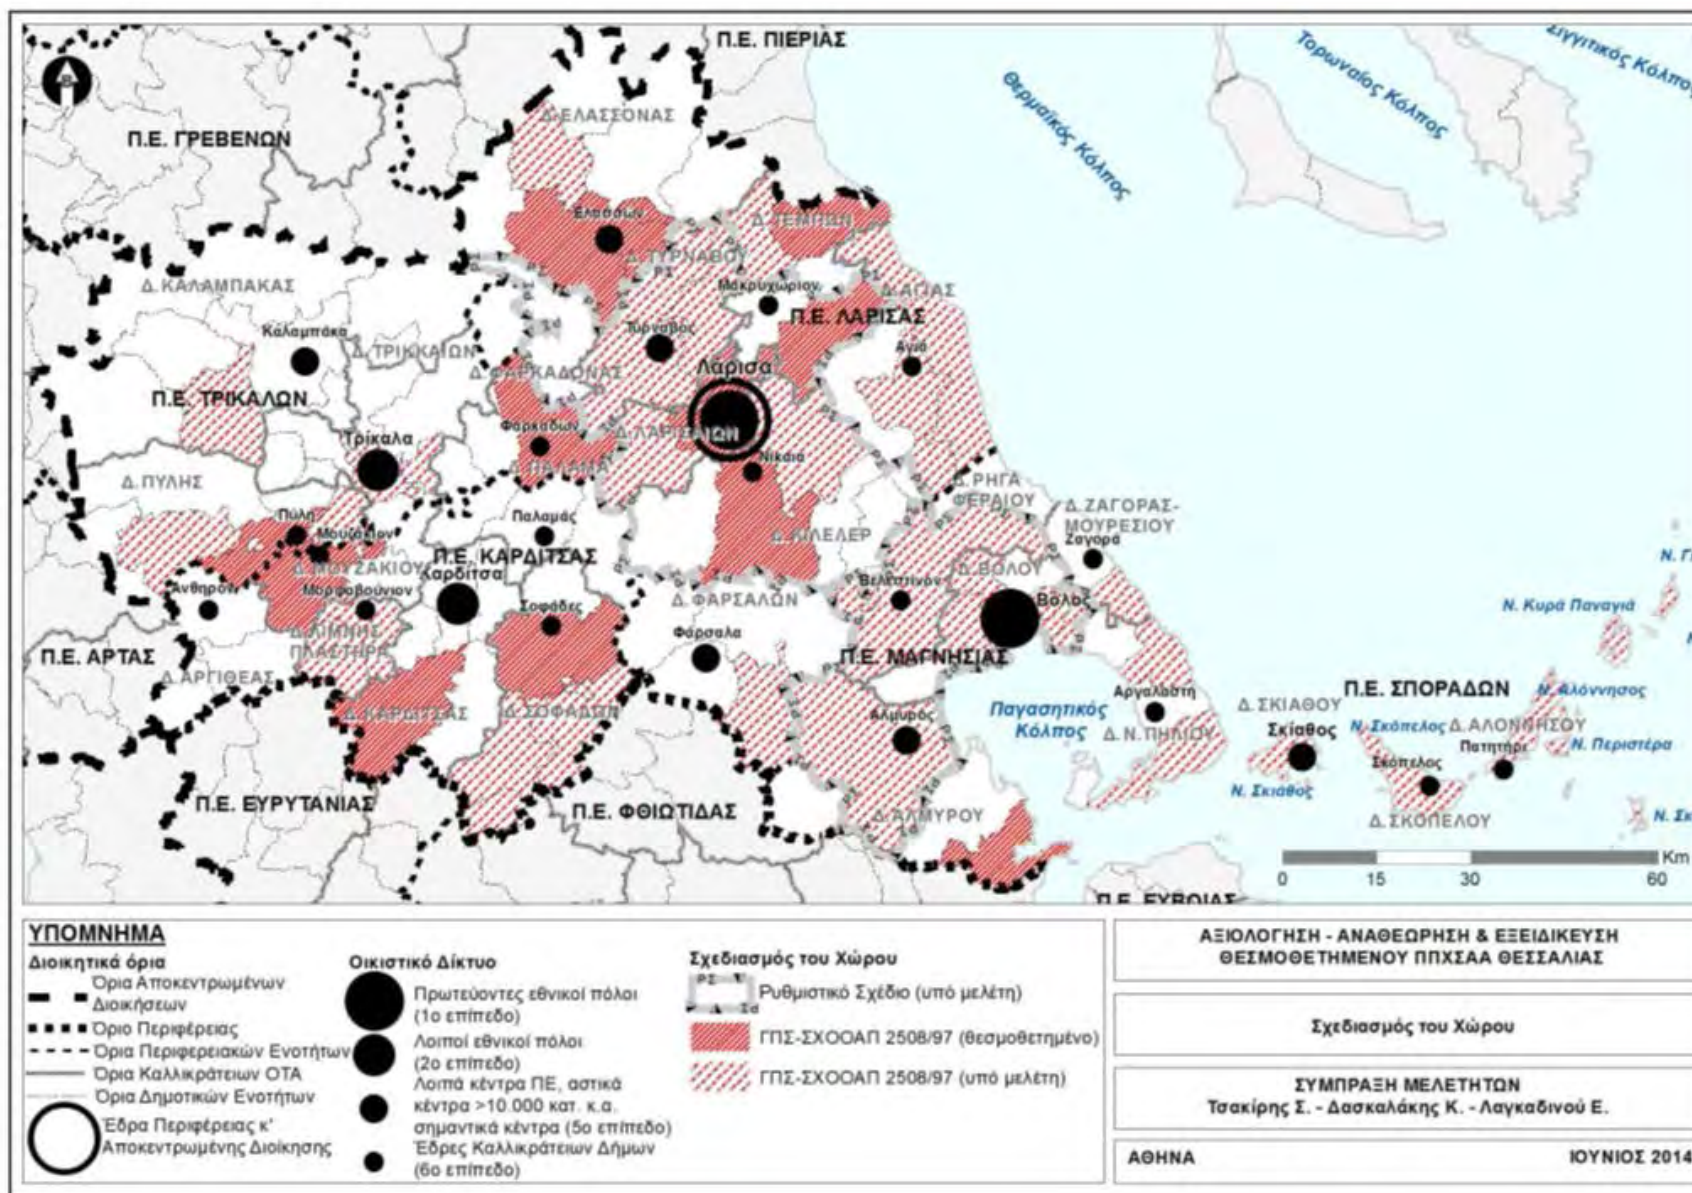 Π.Ε. ΠΙΕΡΙΑΣ
Θερμαϊκός Κόλπος
Τορωναίος Κόλπος
Σιγγιτικός Κόλπος
Π.Ε. ΓΡΕΒΕΝΩΝ
Δ.ΕΛΑΣΣΟΝΑΣ
Ελασσών
Δ.ΤΕΜΠΩΝ
Δ.ΤΥΡΝΑΒΟΥ
Δ.ΚΑΛΑΜΠΑΚΑΣ
Μακρυχώριον
Δ.ΑΓΙΑΣ
Π.Ε. ΛΑΡΙΣΑΣ
Καλαμπάκα
Τύρναβος
Δ.ΤΡΙΚΚΑΙΩΝ
Αγιά
Δ.ΦΑΡΚΑΔΟΝΑΣ
Λάρισα
Π.Ε. ΤΡΙΚΑΛΩΝ
Φαρκαδών
Τρίκαλα
Δ.ΛΑΡΙΣΑΙΩΝ
Νίκαια
Δ.ΠΑΛΑΜΑ
Δ.ΠΥΛΗΣ
Δ.ΡΗΓΑ
ΦΕΡΑΙΟΥ
Δ.ΖΑΓΟΡΑΣ-
ΜΟΥΡΕΣΙΟΥ
Ζαγορά
Πύλη
Παλαμάς
Μουζάκιον
Δ.ΚΙΛΕΛΕΡ
Π.Ε. ΚΑΡΔΙΤΣΑΣ
Δ.ΜΟΥΖΑΚΙΟΥ
Καρδίτσα
Δ.ΒΟΛΟΥ
Βελεστίνον
Ανθηρόν
Μορφοβούνιον
Σοφάδες
Δ.ΦΑΡΣΑΛΩΝ
Βόλος
Ν. Κυρά Παναγιά
Δ.ΛΙΜΝΗΣ
ΠΛΑΣΤΗΡΑ
Φάρσαλα
Π.Ε. ΑΡΤΑΣ
Π.Ε. ΜΑΓΝΗΣΙΑΣ
Δ.ΑΡΓΙΘΕΑΣ
Αργαλαστή
Π.Ε. ΣΠΟΡΑΔΩΝ
Ν. Αλόννησος
Δ.ΣΚΙΑΘΟΥ
Δ.ΚΑΡΔΙΤΣΑΣ
Δ.ΣΟΦΑΔΩΝ
Αλμυρός
Παγασητικός
Κόλπος
Δ.Ν.ΠΗΛΙΟΥ
Σκίαθος
Ν. Σκόπελος
Δ.ΑΛΟΝΝΗΣΟΥ
Ν. Περιστέρα
Σκόπελος
Ν. Σκιάθος
Π.Ε. ΕΥΡΥΤΑΝΙΑΣ
Π.Ε. ΦΘΙΩΤΙΔΑΣ
Δ.ΑΛΜΥΡΟΥ
Δ.ΣΚΟΠΕΛΟΥ
Km
0 15 30 60
Π.Ε. ΕΥΒΟΙΑΣ
ΥΠΟΜΝΗΜΑ
Διοικητικά όρια
Όρια Αποκεντρωμένων
Διοικήσεων
Όριο Περιφέρειας
Όρια Περιφερειακών Ενοτήτων
Όρια Καλλικράτειων ΟΤΑ
Όρια Δημοτικών Ενοτήτων
Έδρα Περιφέρειας κ'
Αποκεντρωμένης Διοίκησης
Οικιστικό Δίκτυο
Πρωτεύοντες εθνικοί πόλοι
(1ο επίπεδο)
Λοιποί εθνικοί πόλοι
(2ο επίπεδο)
Λοιπά κέντρα ΠΕ, αστικά
κέντρα >10.000 κατ. κ.α.
σημαντικά κέντρα (5ο επίπεδο)
Έδρες Καλλικράτειων Δήμων
(6ο επίπεδο)
Σχεδιασμός του Χώρου
ΡΣ
Ρυθμιστικό Σχέδιο (υπό μελέτη)
ΓΠΣ-ΣΧΟΟΑΠ 2508/97 (θεσμοθετημένο)
ΓΠΣ-ΣΧΟΟΑΠ 2508/97 (υπό μελέτη)
ΑΞΙΟΛΟΓΗΣΗ - ΑΝΑΘΕΩΡΗΣΗ & ΕΞΕΙΔΙΚΕΥΣΗ
ΘΕΣΜΟΘΕΤΗΜΕΝΟΥ ΠΠΧΣΑΑ ΘΕΣΣΑΛΙΑΣ
Σχεδιασμός του Χώρου
ΣΥΜΠΡΑΞΗ ΜΕΛΕΤΗΤΩΝ
Τσακίρης Σ. - Δασκαλάκης Κ. - Λαγκαδινού Ε.
ΑΘΗΝΑ ΙΟΥΝΙΟΣ 2014